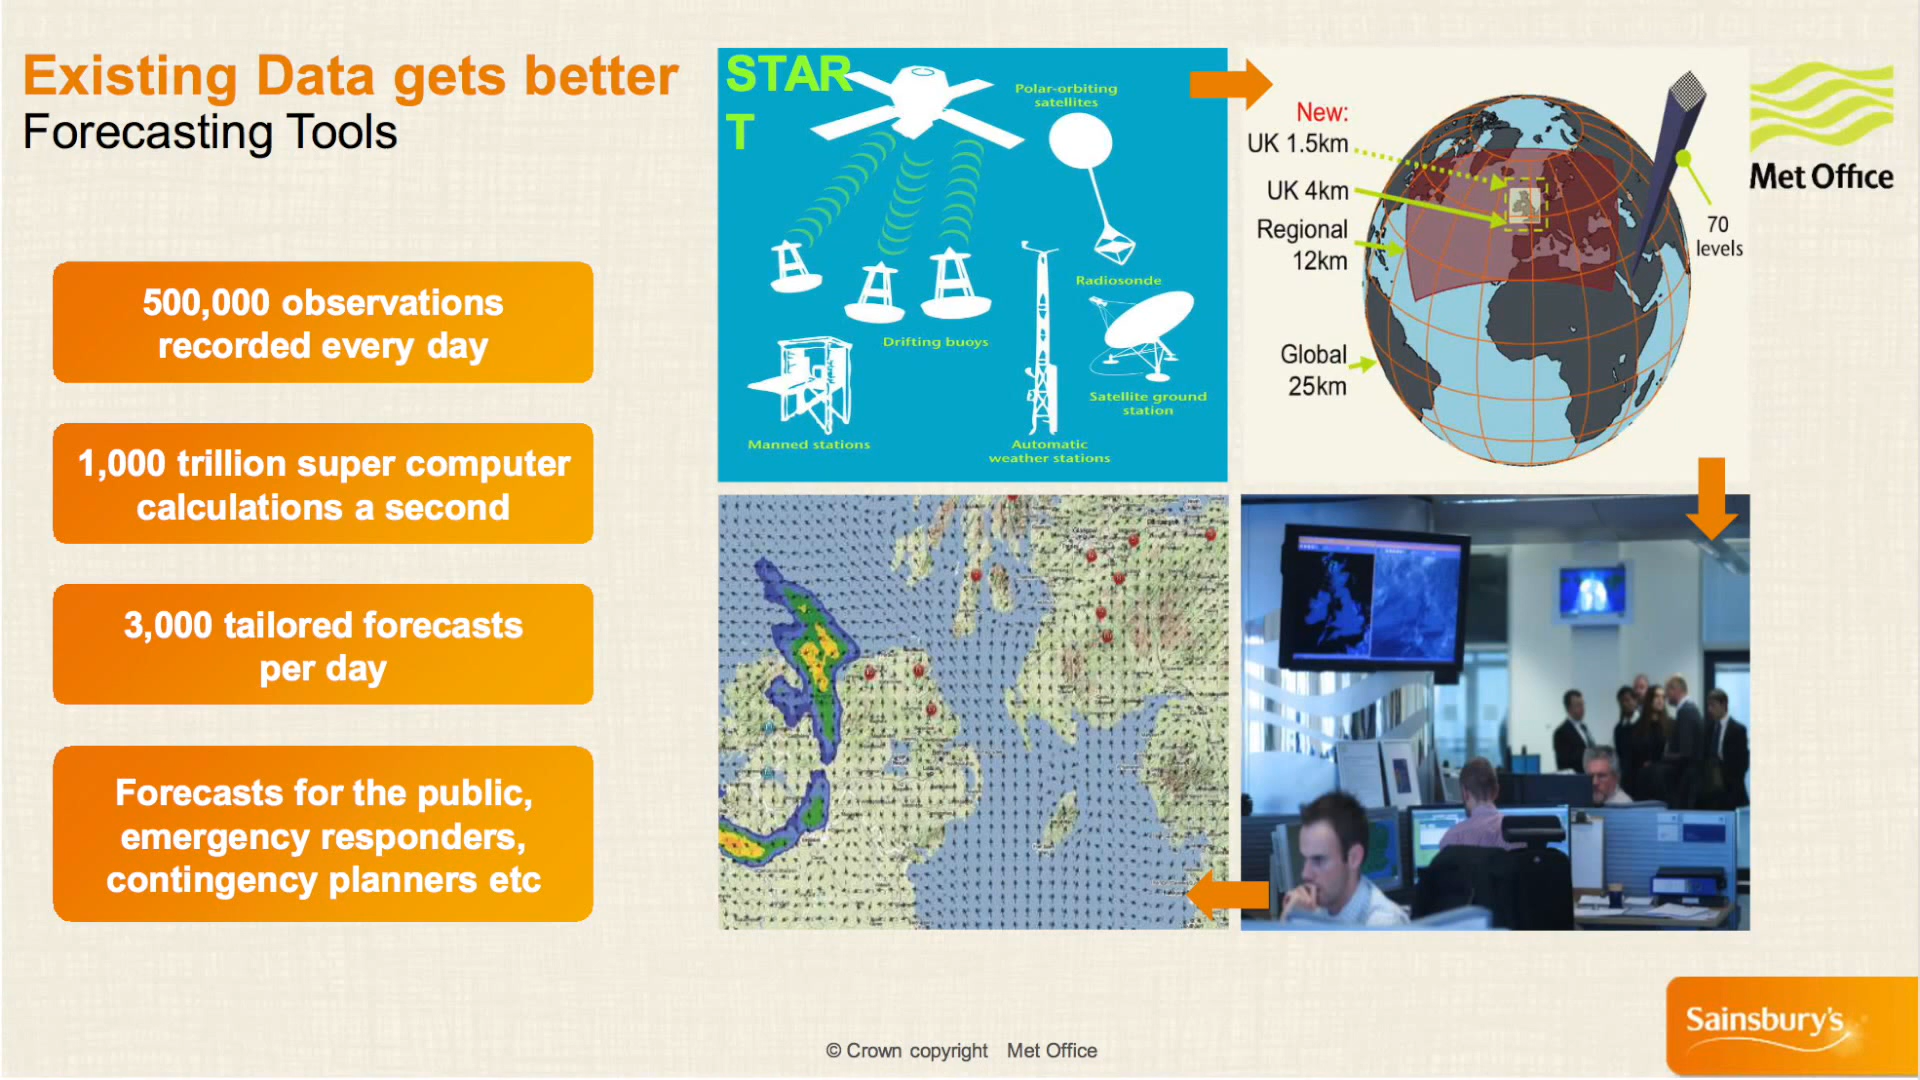 Existing Data gets better
Forecasting Tools
500,000 observations
recorded every day
1,000 trillion super computer
calculations a second
3,000 tailored forecasts
per day
Forecasts for the public,
emergency responders,
contingency planners etc
STAR
T
Polar-orbiting
satellites
Radiosonde
Drifting buoys
Satellite ground
station
Manned stations
Automatic
weather stations
New:
UK 1.5km
UK 4km
Regional
12km
Global
25km
70
levels
Met Office
© Crown copyright Met Office
Sainsbury's